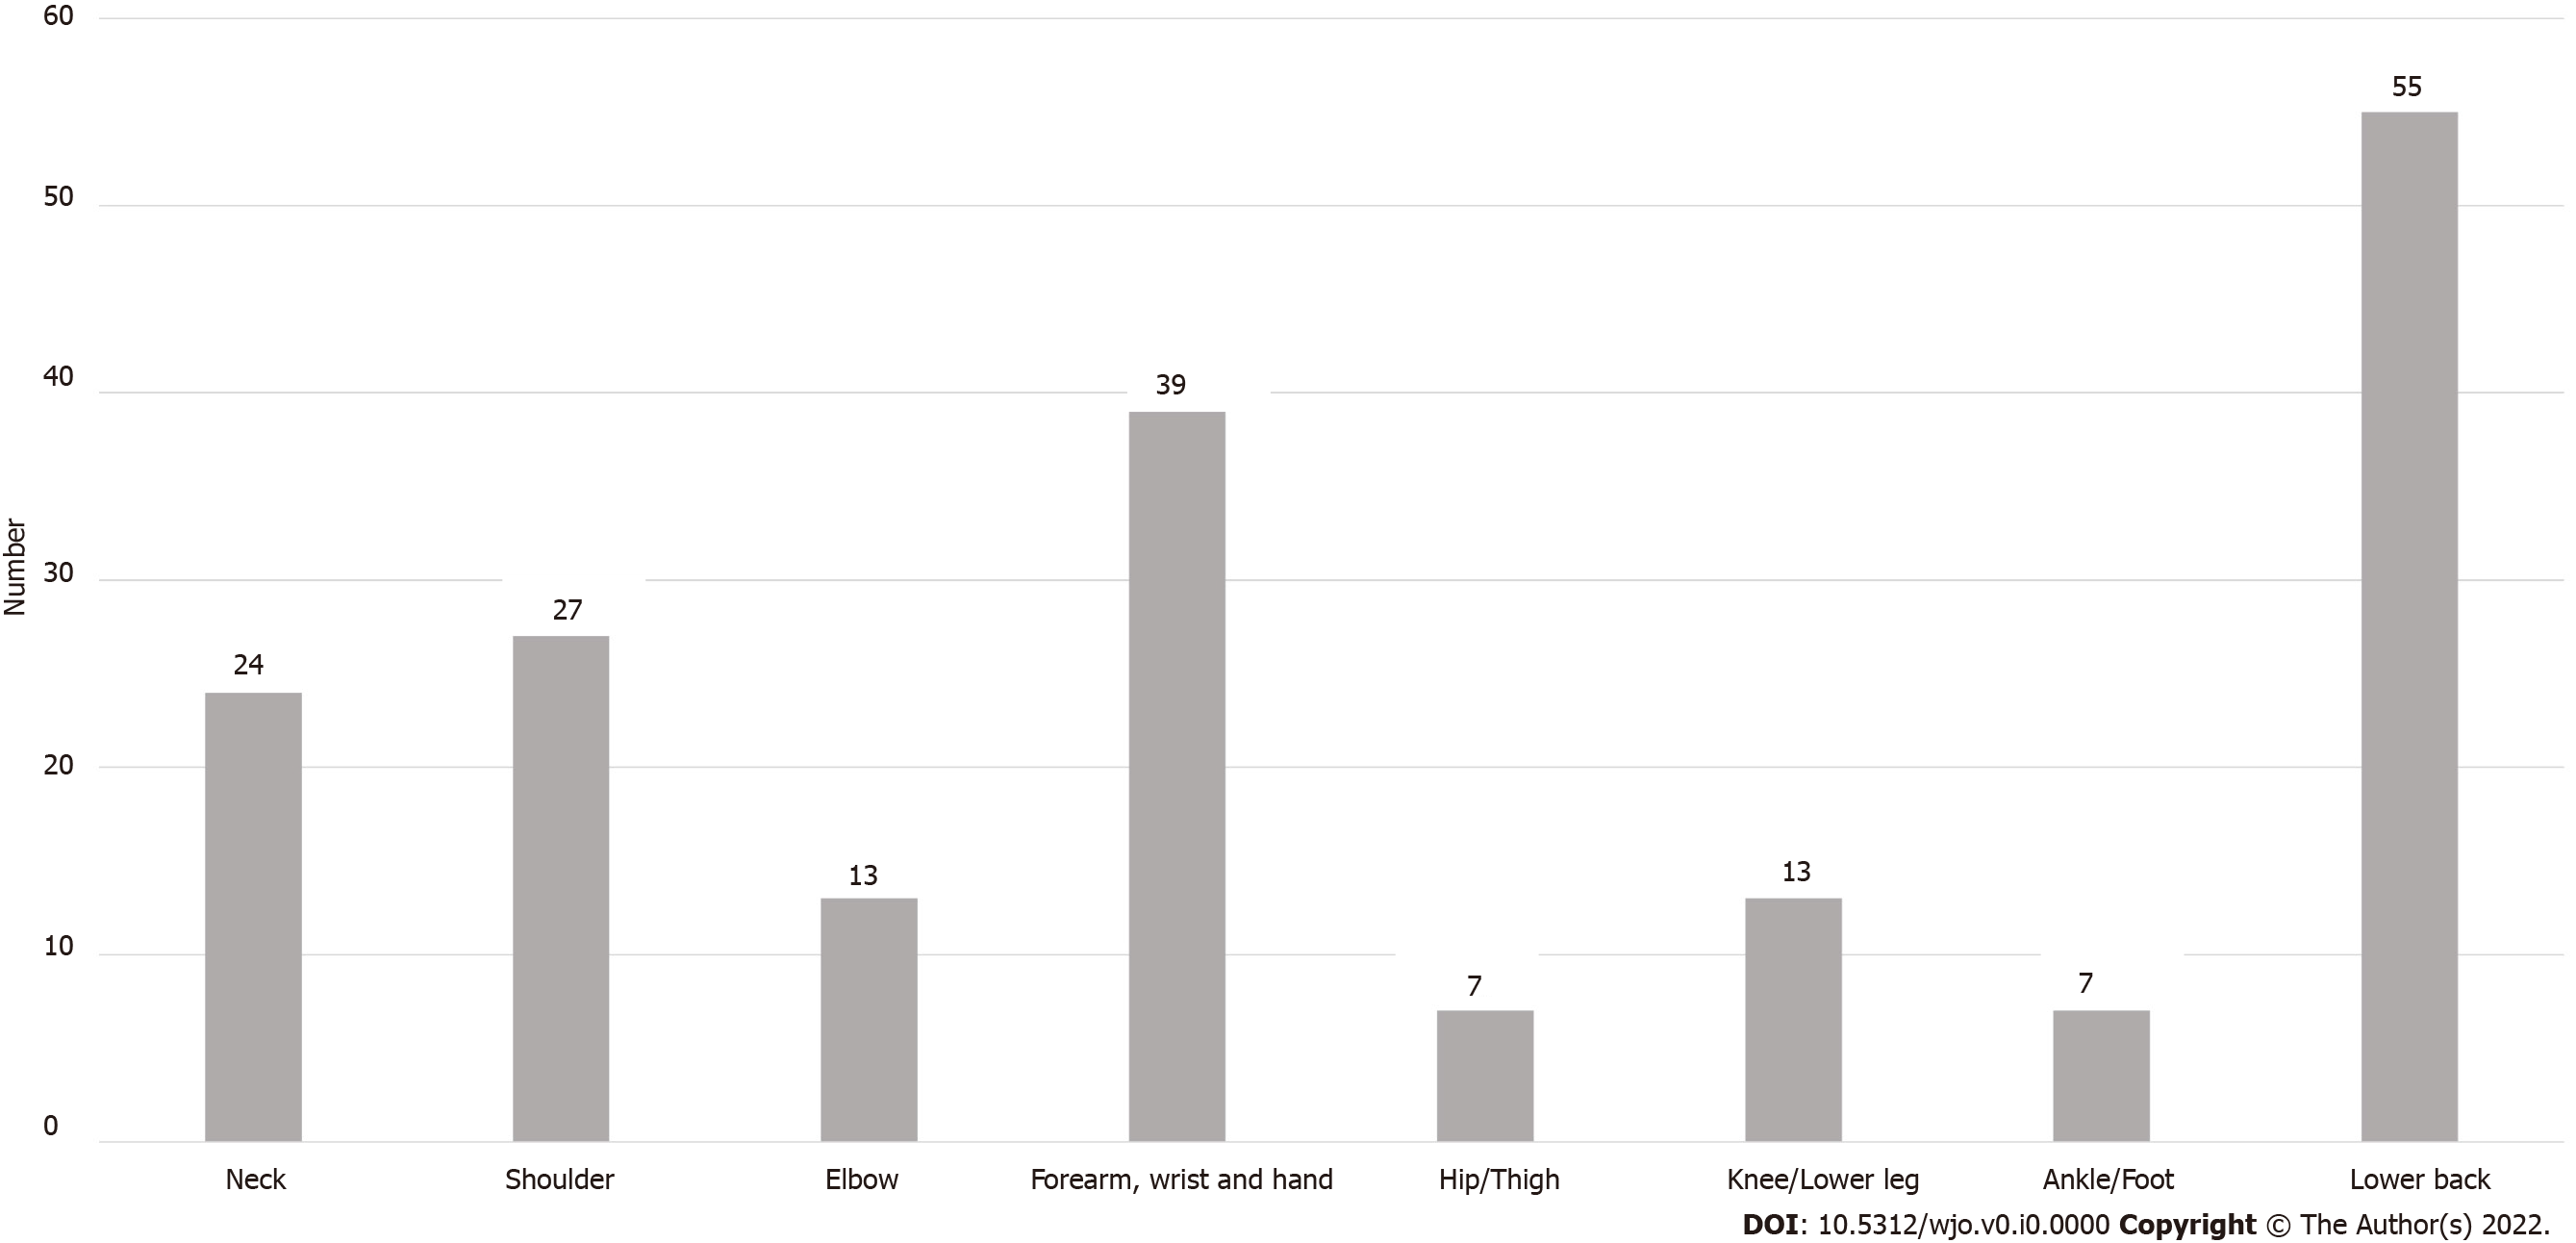 60
55
50
40
39
Number
30
27
24
20
13
13
10
7
7
0
Neck
Shoulder
Elbow
Forearm, wrist and hand
Hip/Thigh
Knee/Lower leg
Ankle/Foot
Lower back
DOI: 10.5312/wjo.v0.i0.0000 Copyright © The Author(s) 2022.